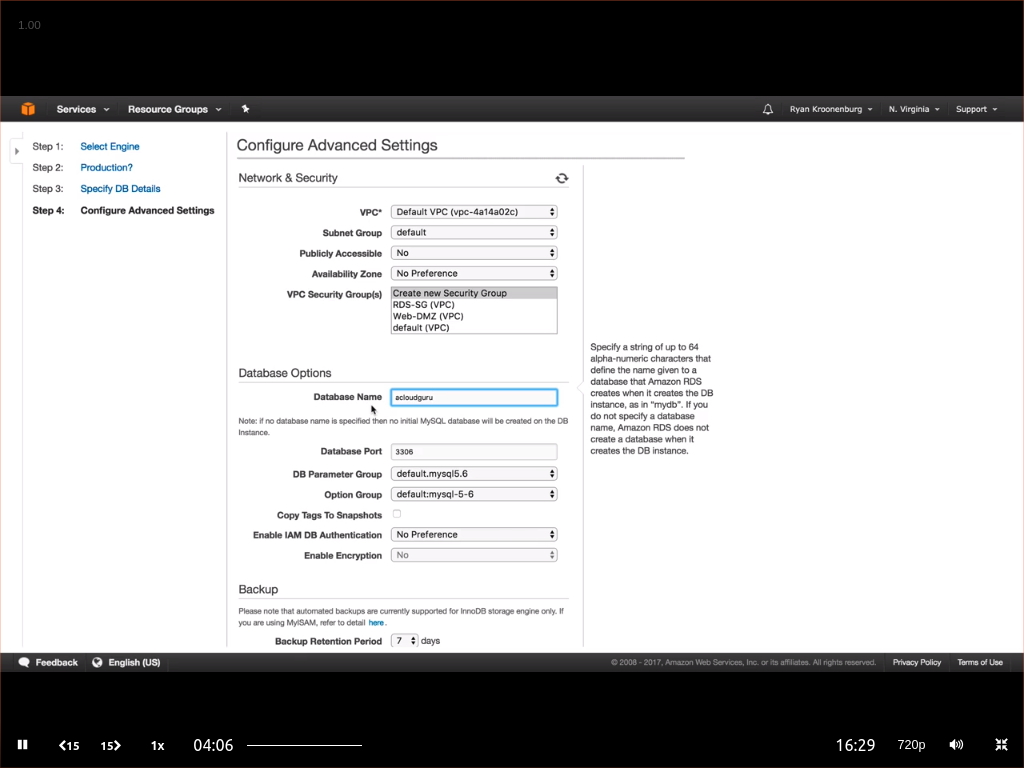 1.00
Services Resource Groups Ryan Kroonenburg N. Virginia Support
Step 1: Select Engine
Step 2: Production?
Step 3: Specify DB Details
Step 4: Configure Advanced Settings
Configure Advanced Settings
Network & Security
VPC* Default VPC (vpc-4a14a02c)
Subnet Group default
Publicly Accessible No
Availability Zone No Preference
VPC Security Group(s) Create new Security Group
RDS-SG (VPC)
Web-DMZ (VPC)
default (VPC)
Database Options
Database Name acloudguru
Note: if no database name is specified then no initial MySQL database will be created on the DB
Instance.
Database Port 3306
DB Parameter Group default.mysql5.6
Option Group default:mysql-5-6
Copy Tags To Snapshots
Enable IAM DB Authentication No Preference
Enable Encryption No
Backup
Please note that automated backups are currently supported for InnoDB storage engine only. If
you are using MyISAM, refer to detail here.
Backup Retention Period 7 days
Specify a string of up to 64
alpha-numeric characters that
define the name given to a
database that Amazon RDS
creates when it creates the DB
instance, as in "mydb". If you
do not specify a database
name, Amazon RDS does not
create a database when it
creates the DB instance.
Feedback English (US) © 2008 - 2017, Amazon Web Services, Inc. or its affiliates. All rights reserved. Privacy Policy Terms of Use
15 15 1x 04:06 16:29 720p